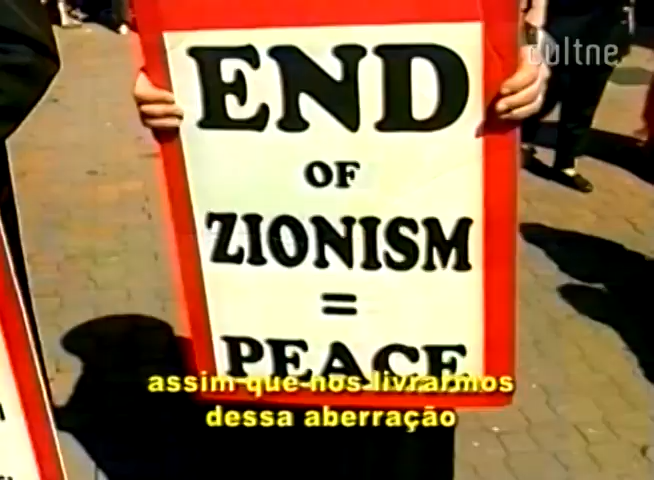 cultne
END
OF
ZIONISM
=
PEACE
assim que nos livrarmos
dessa aberração